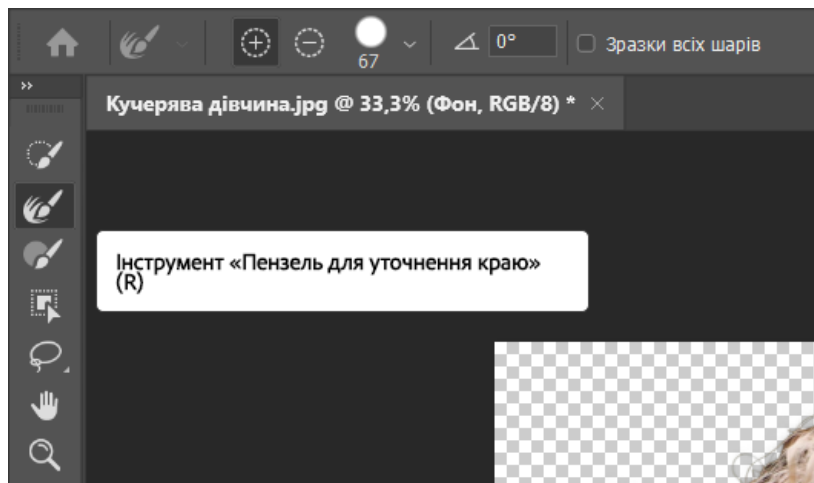 67
0°
Зразки всіх шарів
Кучерява дівчина.jpg @ 33,3% (Фон, RGB/8) * ×
Інструмент «Пензель для уточнення краю»
(R)